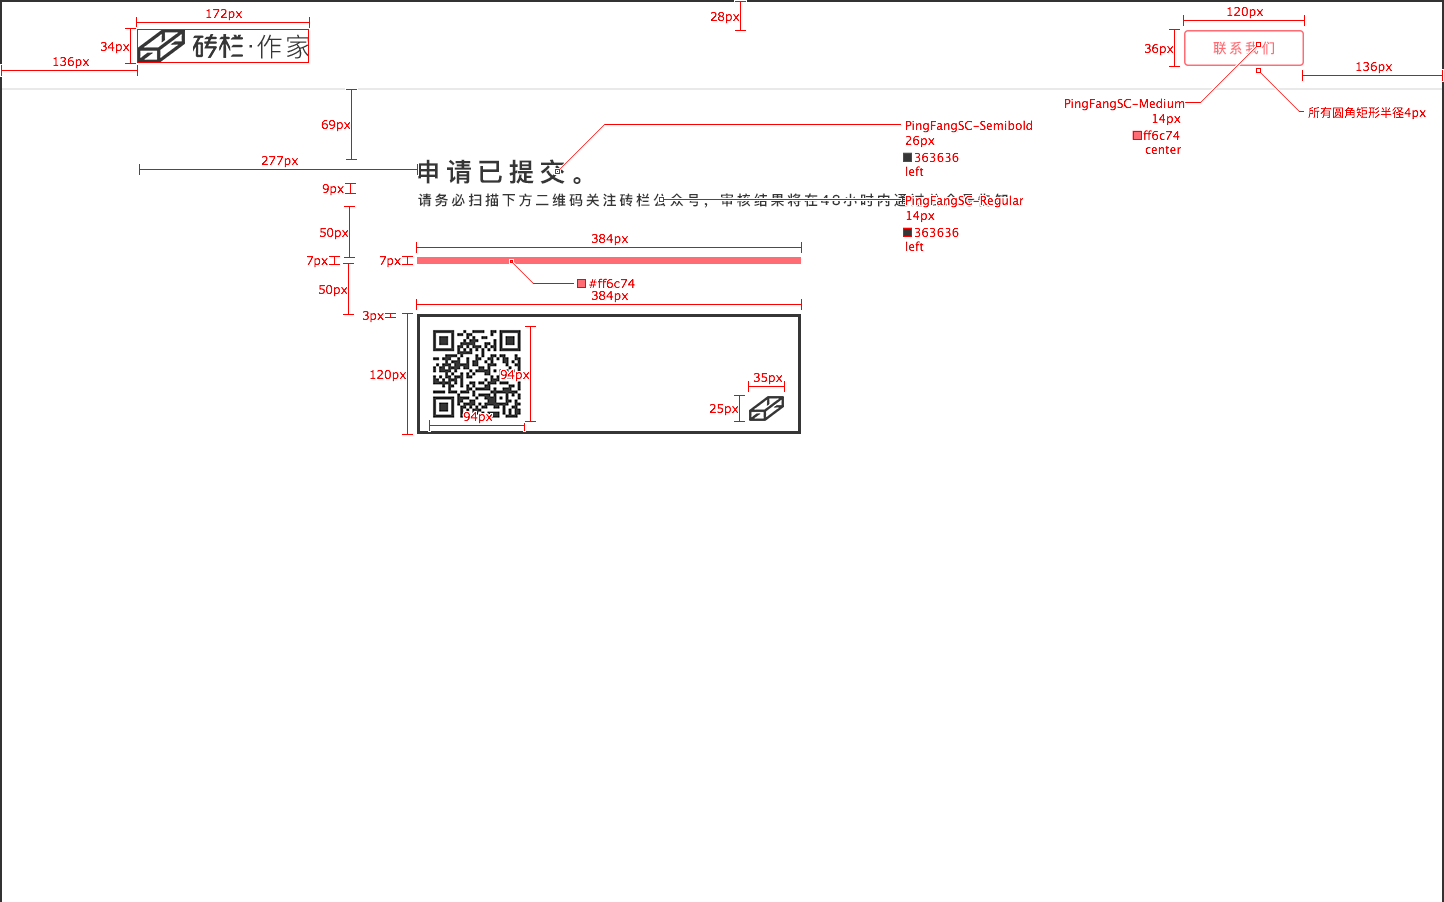 172px
28px
120px
34px
砖栏·作家
36px
联系我们
136px
136px
PingFangSC-Medium
14px
ff6c74
center
所有圆角矩形半径4px
69px
PingFangSC-Semibold
26px
363636
left
277px
申请已提交。
9px
请务必扫描下方二维码关注砖栏公众号，审核结果将在48小时内通
PingFangSC-Regular
14px
363636
left
50px
384px
7px
7px
#ff6c74
50px
384px
3px
120px
94px
35px
25px
94px